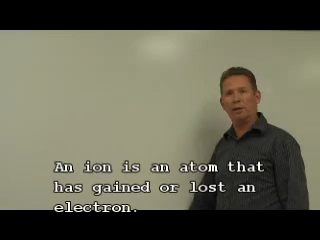 An ion is an atom that
has gained or lost an
electron.